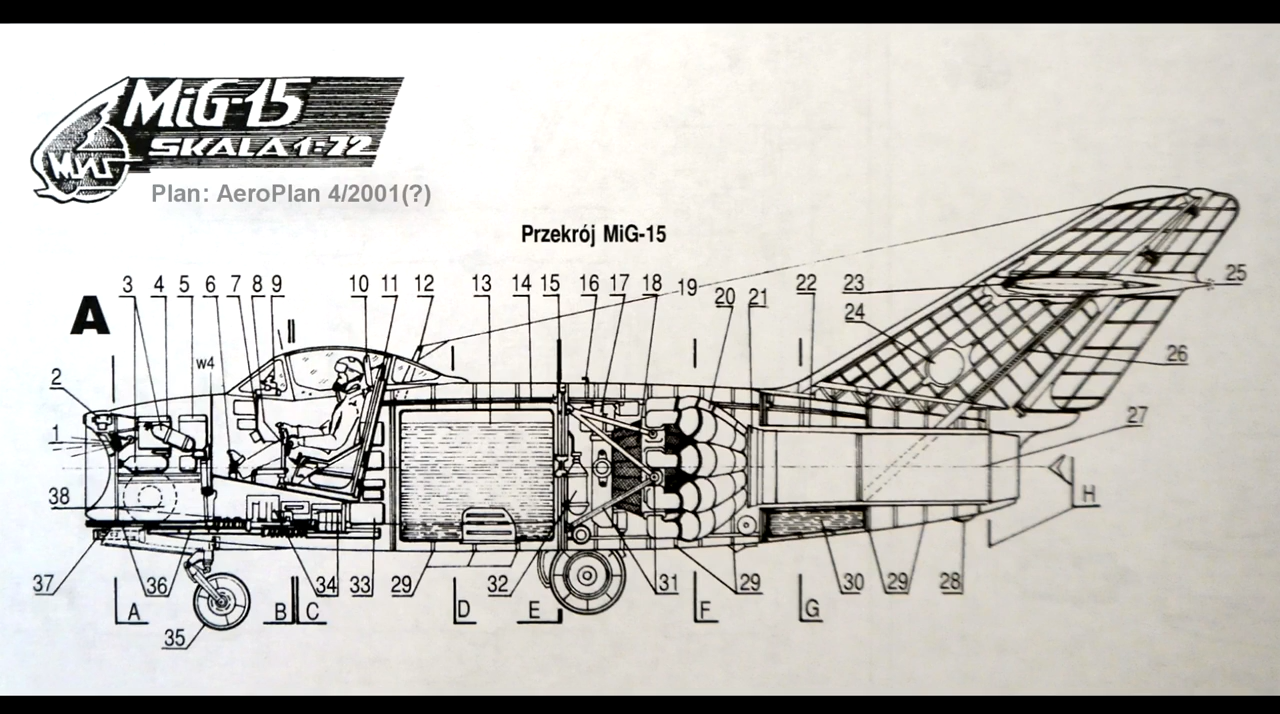 MiG-15
SKALA 1:72
МиГ
Plan: AeroPlan 4/2001(?)
Przekrój MiG-15
3 4 5 6 7 8 9 10 11 12 13 14 15 16 17 18 19 20 21 22 23 24 25
A
w4
2
1
26
27
38
H
37 36 34 33 29 32 31 29 30 29 28
A B C D E F G
35